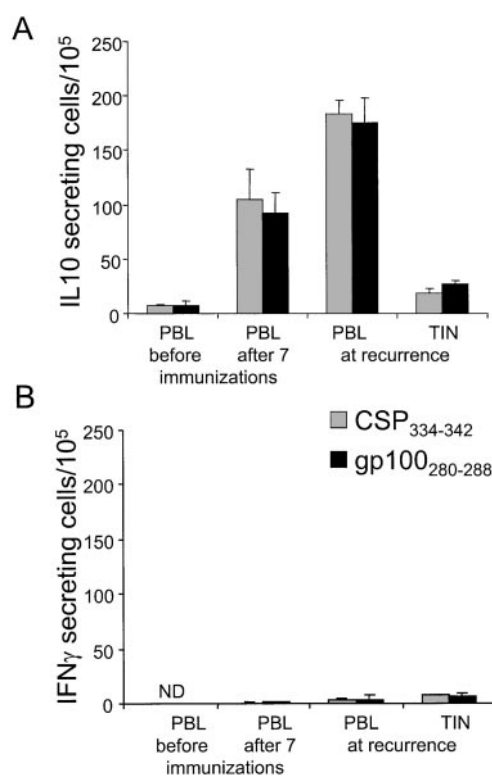 A
IL10 secreting cells/10⁵
250
200
150
100
50
0
PBL PBL PBL TIN
before after 7 at recurrence
immunizations
B
CSP₃₃₄₋₃₄₂
gp100₂₈₀₋₂₈₈
IFNγ secreting cells/10⁵
250
200
150
100
50
0
ND
PBL PBL PBL TIN
before after 7 at recurrence
immunizations